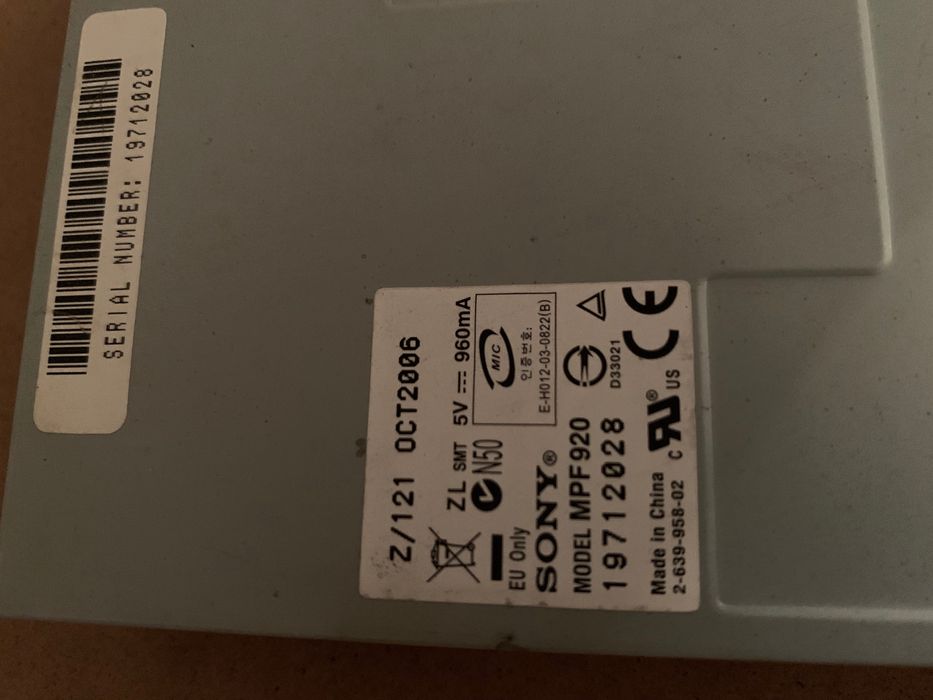 SERIAL NUMBER: 19712028
Z/121 OCT2006
ZL SMT 5V 960mA
N50
EU Only
MIC
인증번호:
E-H012-03-0822(B)
SONY®
MODEL MPF920
19712028
D33021
Made in China
2-639-958-02
C RU® US
CE